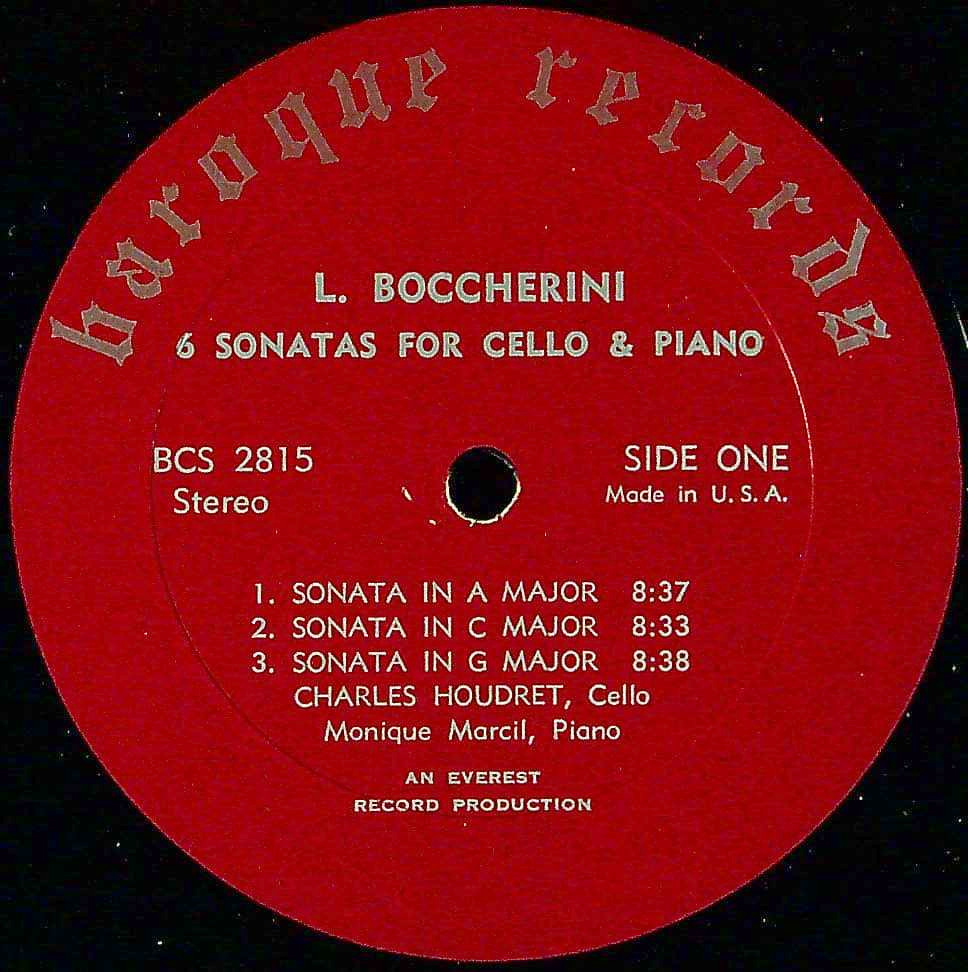 baroque records
L. BOCCHERINI
6 SONATAS FOR CELLO & PIANO
BCS 2815
Stereo
SIDE ONE
Made in U.S.A.
1. SONATA IN A MAJOR 8:37
2. SONATA IN C MAJOR 8:33
3. SONATA IN G MAJOR 8:38
CHARLES HOUDRET, Cello
Monique Marcil, Piano
AN EVEREST
RECORD PRODUCTION